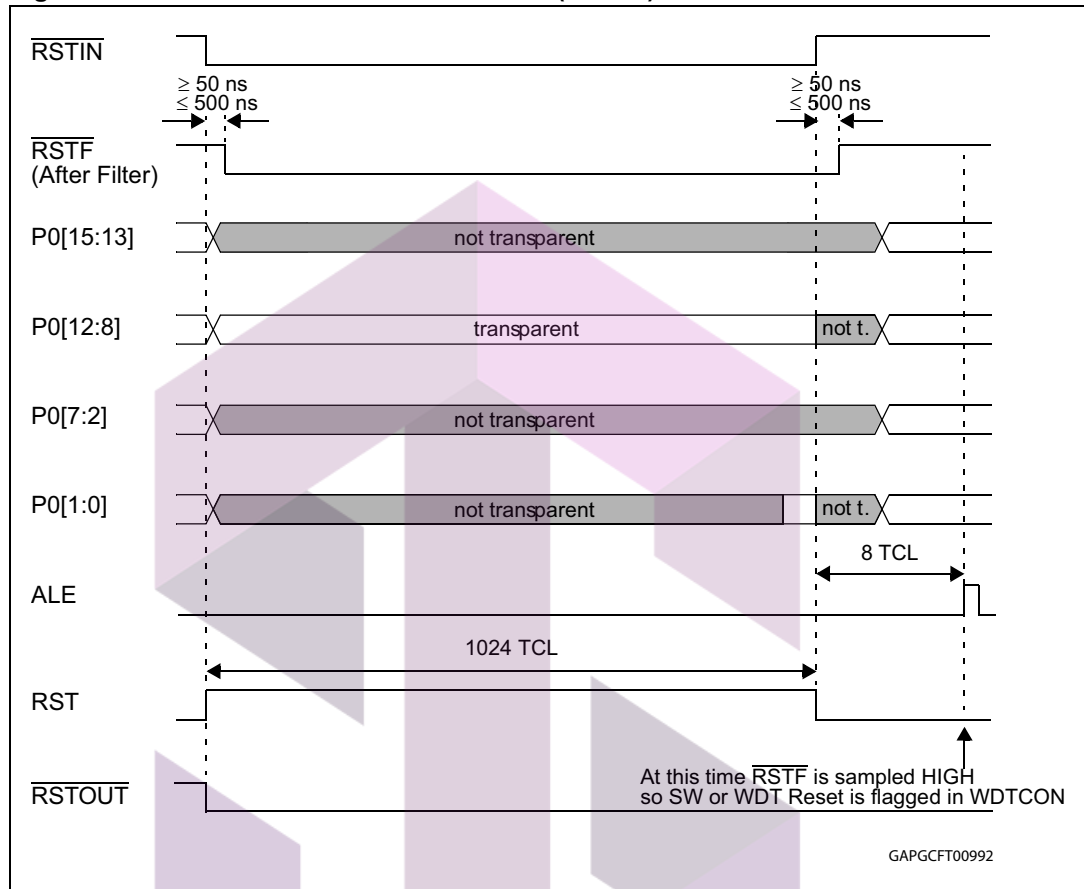 RSTIN
≥ 50 ns
≤ 500 ns
≥ 50 ns
≤ 500 ns
RSTF
(After Filter)
P0[15:13]
not transparent
P0[12:8]
transparent
not t.
P0[7:2]
not transparent
P0[1:0]
not transparent
not t.
8 TCL
ALE
1024 TCL
RST
At this time RSTF is sampled HIGH
so SW or WDT Reset is flagged in WDTCON
RSTOUT
GAPGCFT00992